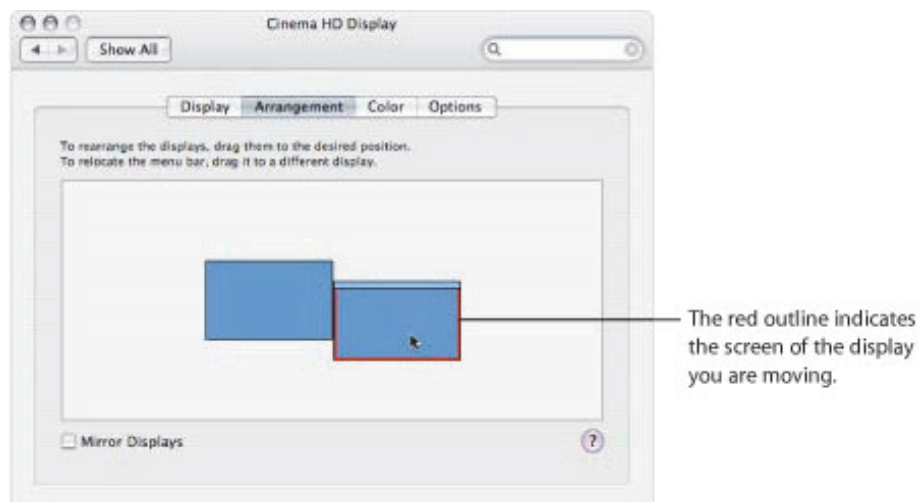 Cinema HD Display
Show All
Display Arrangement Color Options
To rearrange the displays, drag them to the desired position.
To relocate the menu bar, drag it to a different display.
The red outline indicates
the screen of the display
you are moving.
Mirror Displays
?